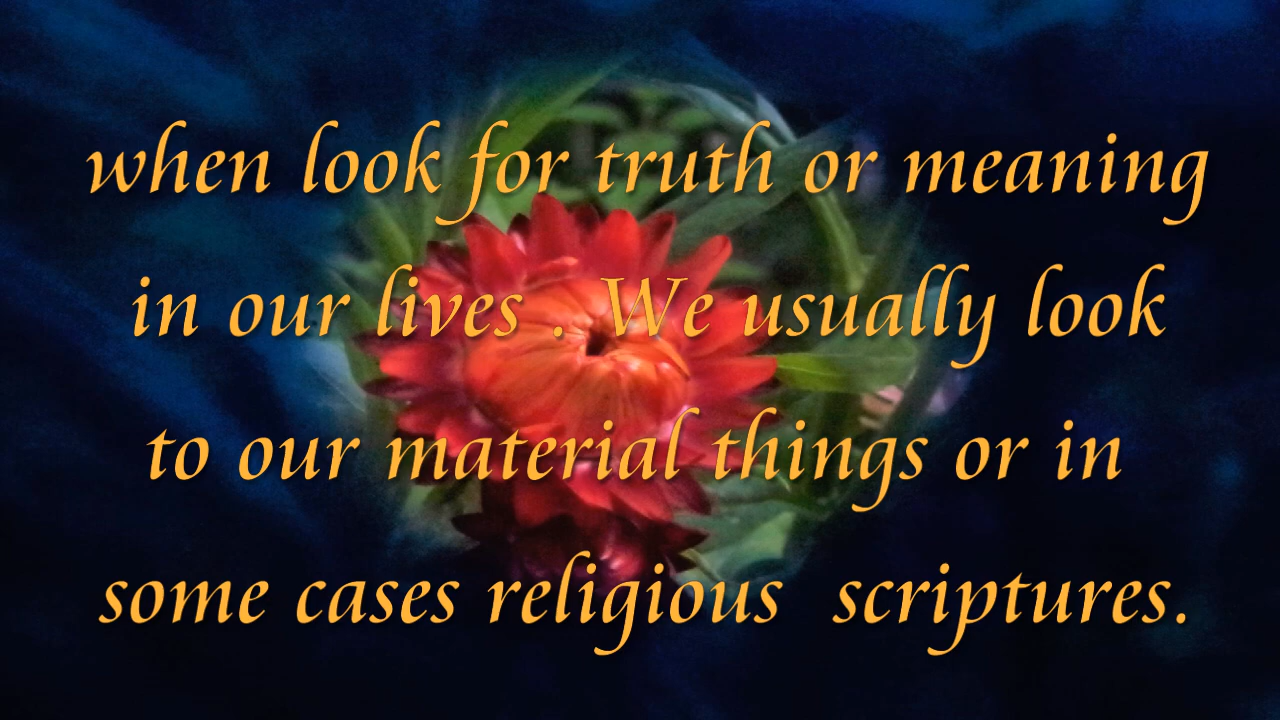 when look for truth or meaning
in our lives . We usually look
to our material things or in
some cases religious  scriptures.